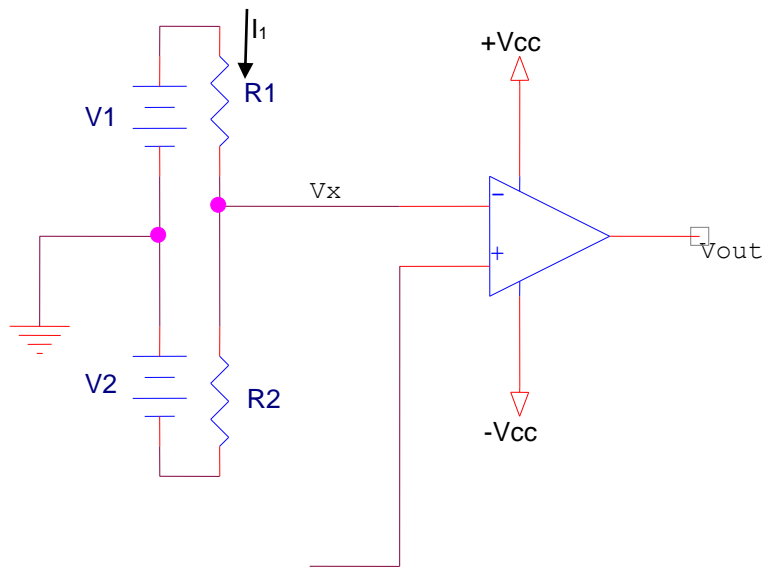 I₁
+Vcc
R1
V1
Vx
-
+
Vout
V2
R2
-Vcc